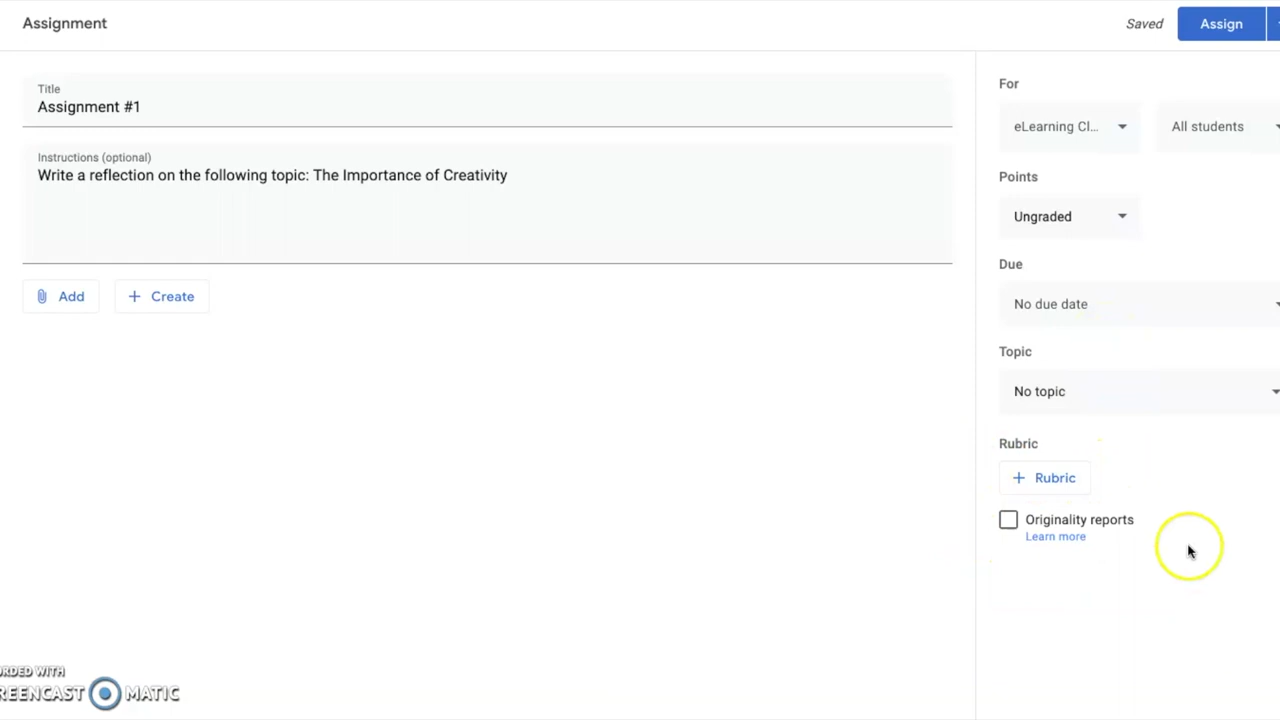 Assignment
Saved
Assign
Title
Assignment #1
Instructions (optional)
Write a reflection on the following topic: The Importance of Creativity
Add
Create
For
eLearning Cl...
All students
Points
Ungraded
Due
No due date
Topic
No topic
Rubric
+ Rubric
Originality reports
Learn more
ORDED WITH
REENCAST MATIC